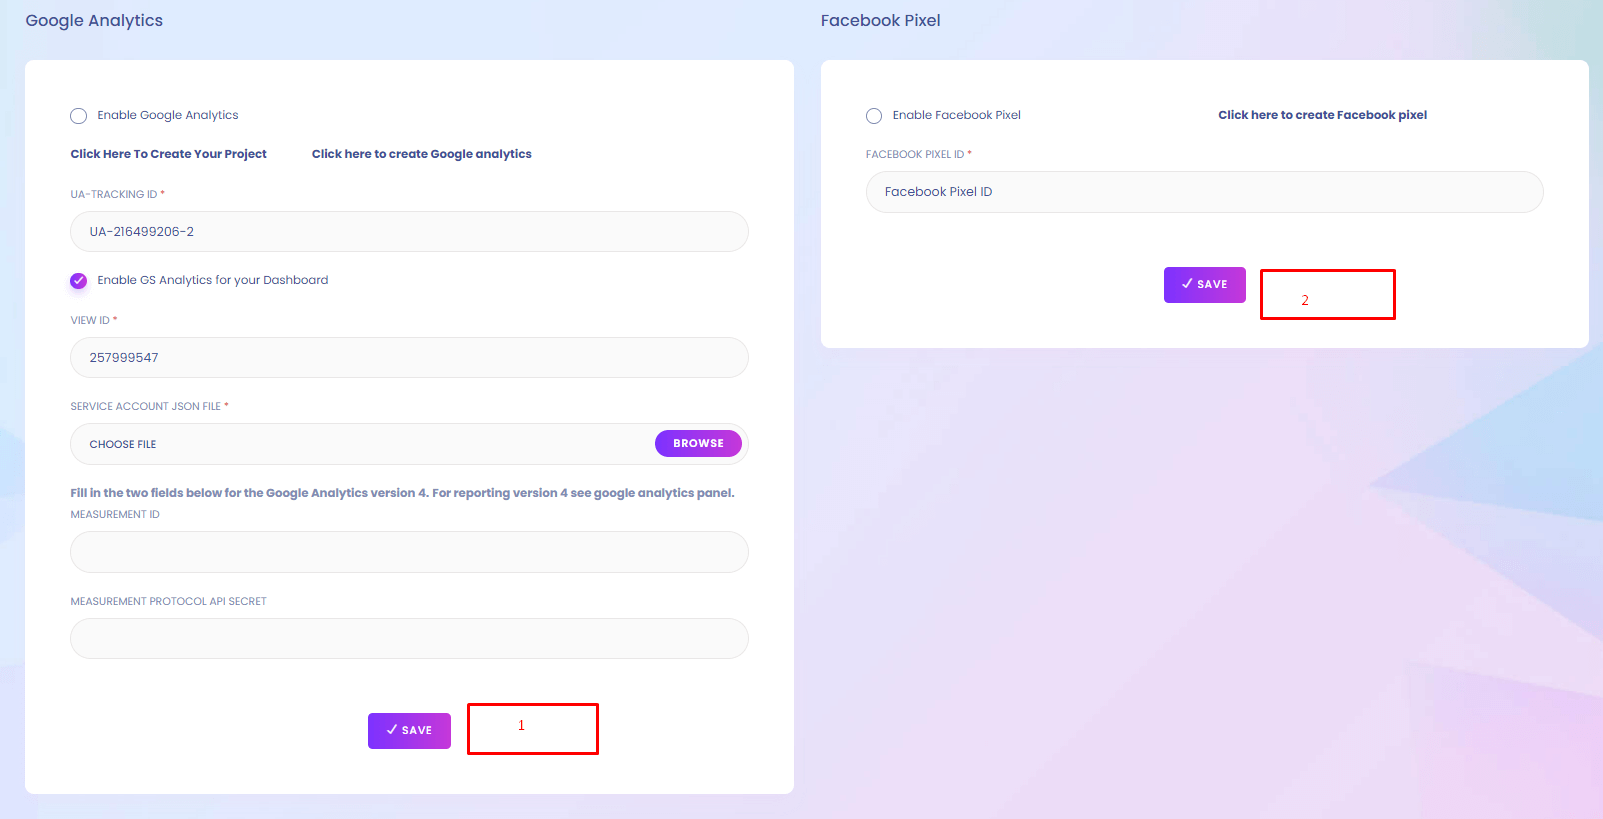 Google Analytics
Enable Google Analytics
Click Here To Create Your Project
Click here to create Google analytics
UA-TRACKING ID *
UA-216499206-2
Enable GS Analytics for your Dashboard
VIEW ID *
257999547
SERVICE ACCOUNT JSON FILE *
CHOOSE FILE
BROWSE
Fill in the two fields below for the Google Analytics version 4. For reporting version 4 see google analytics panel.
MEASUREMENT ID
MEASUREMENT PROTOCOL API SECRET
SAVE
1
Facebook Pixel
Enable Facebook Pixel
Click here to create Facebook pixel
FACEBOOK PIXEL ID *
Facebook Pixel ID
SAVE
2